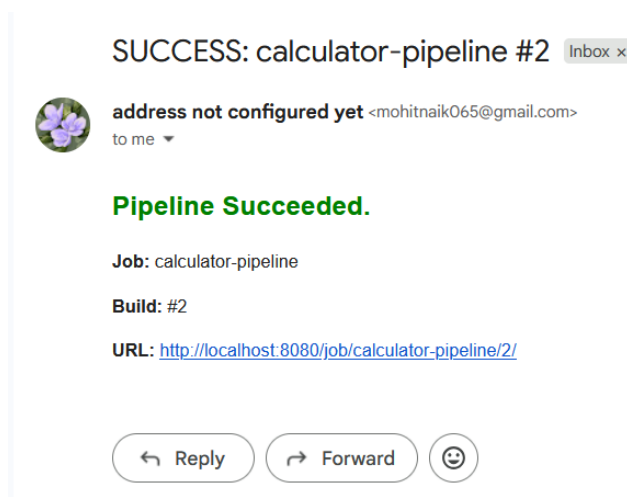 SUCCESS: calculator-pipeline #2 Inbox x
address not configured yet <mohitnaik065@gmail.com>
to me
Pipeline Succeeded.
Job: calculator-pipeline
Build: #2
URL: http://localhost:8080/job/calculator-pipeline/2/
Reply Forward